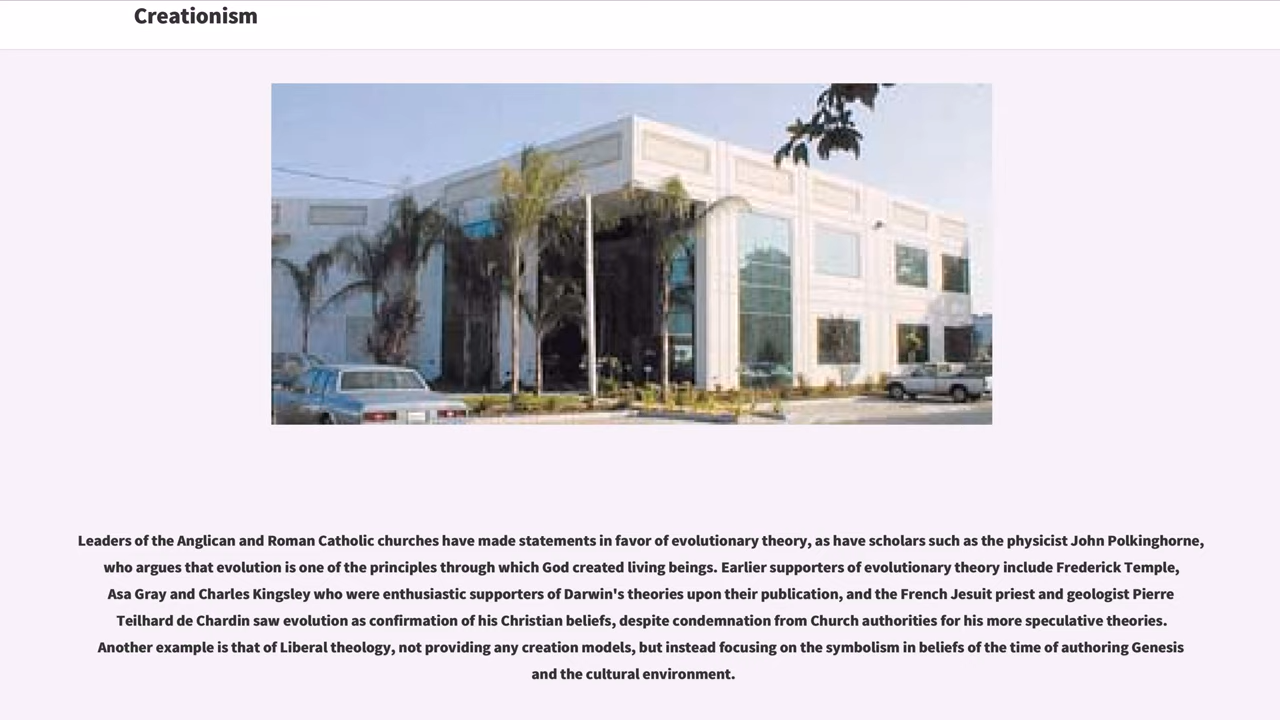 Creationism
Leaders of the Anglican and Roman Catholic churches have made statements in favor of evolutionary theory, as have scholars such as the physicist John Polkinghorne,
who argues that evolution is one of the principles through which God created living beings. Earlier supporters of evolutionary theory include Frederick Temple,
Asa Gray and Charles Kingsley who were enthusiastic supporters of Darwin's theories upon their publication, and the French Jesuit priest and geologist Pierre
Teilhard de Chardin saw evolution as confirmation of his Christian beliefs, despite condemnation from Church authorities for his more speculative theories.
Another example is that of Liberal theology, not providing any creation models, but instead focusing on the symbolism in beliefs of the time of authoring Genesis
and the cultural environment.